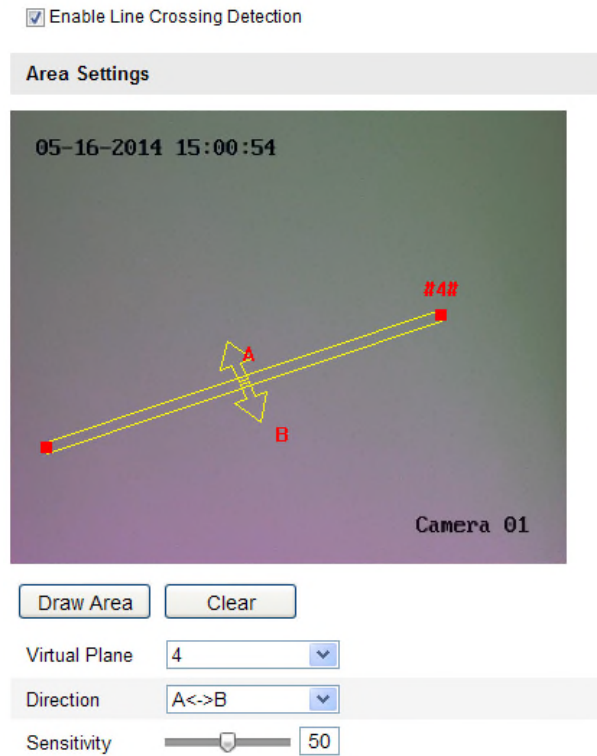 Enable Line Crossing Detection
Area Settings
05-16-2014 15:00:54
#4#
A
B
Camera 01
Draw Area Clear
Virtual Plane 4
Direction A<->B
Sensitivity 50